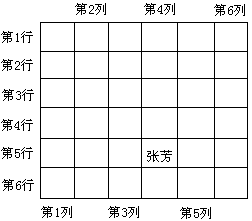 第2列 第4列 第6列
第1行
第2行
第3行
第4行
第5行 张芳
第6行
第1列 第3列 第5列